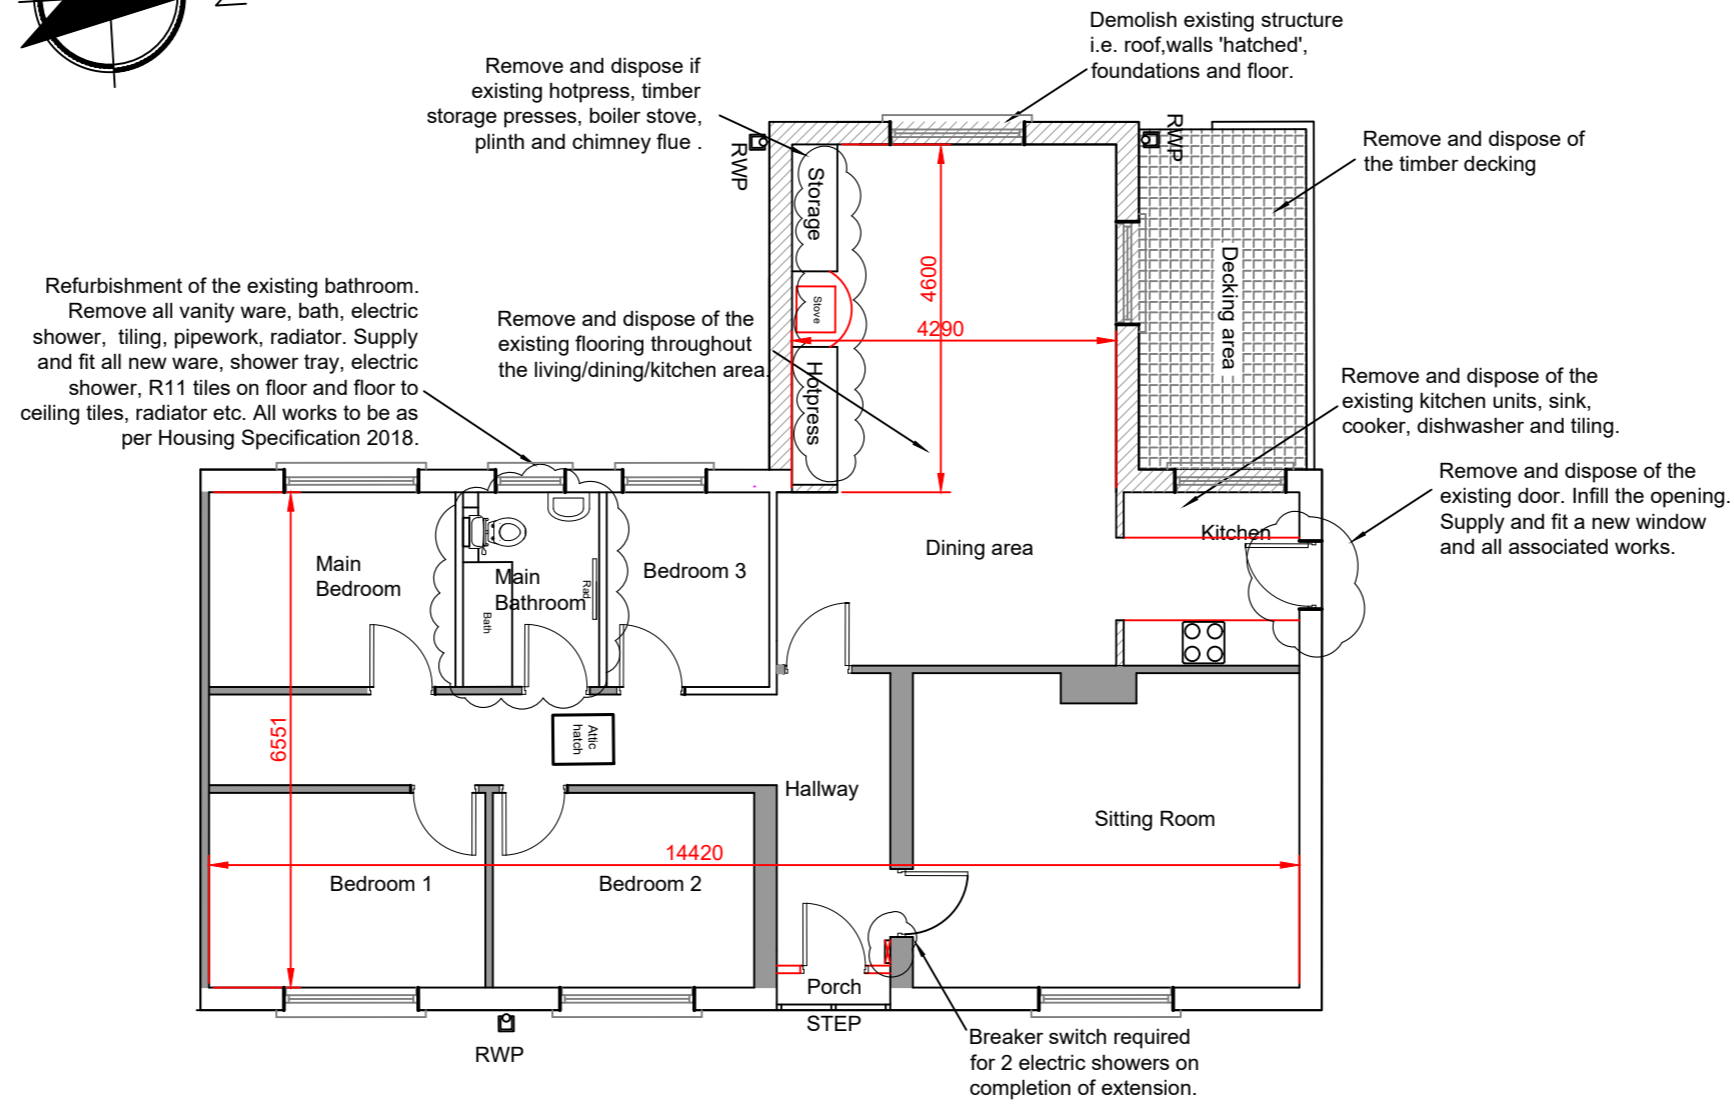 Demolish existing structure
i.e. roof,walls 'hatched',
foundations and floor.
Remove and dispose if
existing hotpress, timber
storage presses, boiler stove,
plinth and chimney flue .
RWP
RWP
Remove and dispose of
the timber decking
Storage
Stove
Hotpress
4600
4290
Decking area
Refurbishment of the existing bathroom.
Remove all vanity ware, bath, electric
shower, tiling, pipework, radiator. Supply
and fit all new ware, shower tray, electric
shower, R11 tiles on floor and floor to
ceiling tiles, radiator etc. All works to be as
per Housing Specification 2018.
Remove and dispose of the
existing flooring throughout
the living/dining/kitchen area.
Remove and dispose of the
existing kitchen units, sink,
cooker, dishwasher and tiling.
Remove and dispose of the
existing door. Infill the opening.
Supply and fit a new window
and all associated works.
Main
Bedroom
Main
Bathroom
Bath
Rad
Bedroom 3
Dining area
Kitchen
6551
Attic
hatch
Hallway
Sitting Room
14420
Bedroom 1
Bedroom 2
Porch
STEP
RWP
Breaker switch required
for 2 electric showers on
completion of extension.